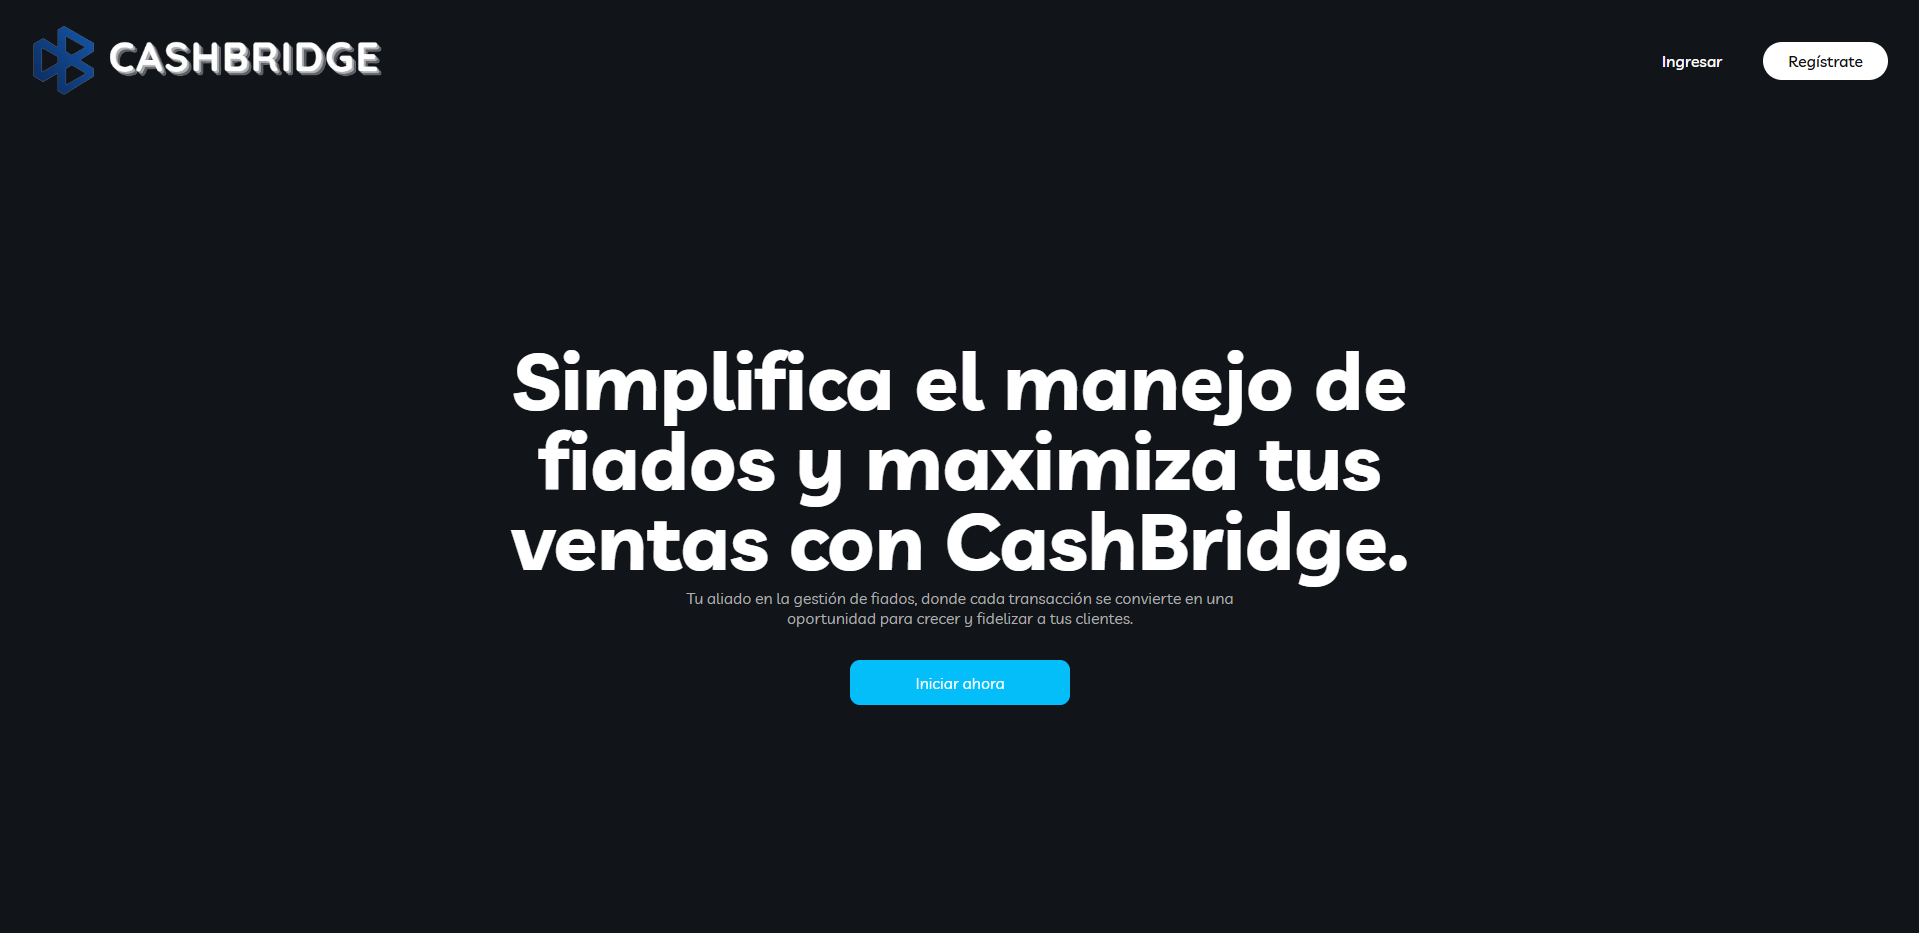 CASHBRIDGE
Ingresar
Regístrate
Simplifica el manejo de
fiados y maximiza tus
ventas con CashBridge.
Tu aliado en la gestión de fiados, donde cada transacción se convierte en una
oportunidad para crecer y fidelizar a tus clientes.
Iniciar ahora